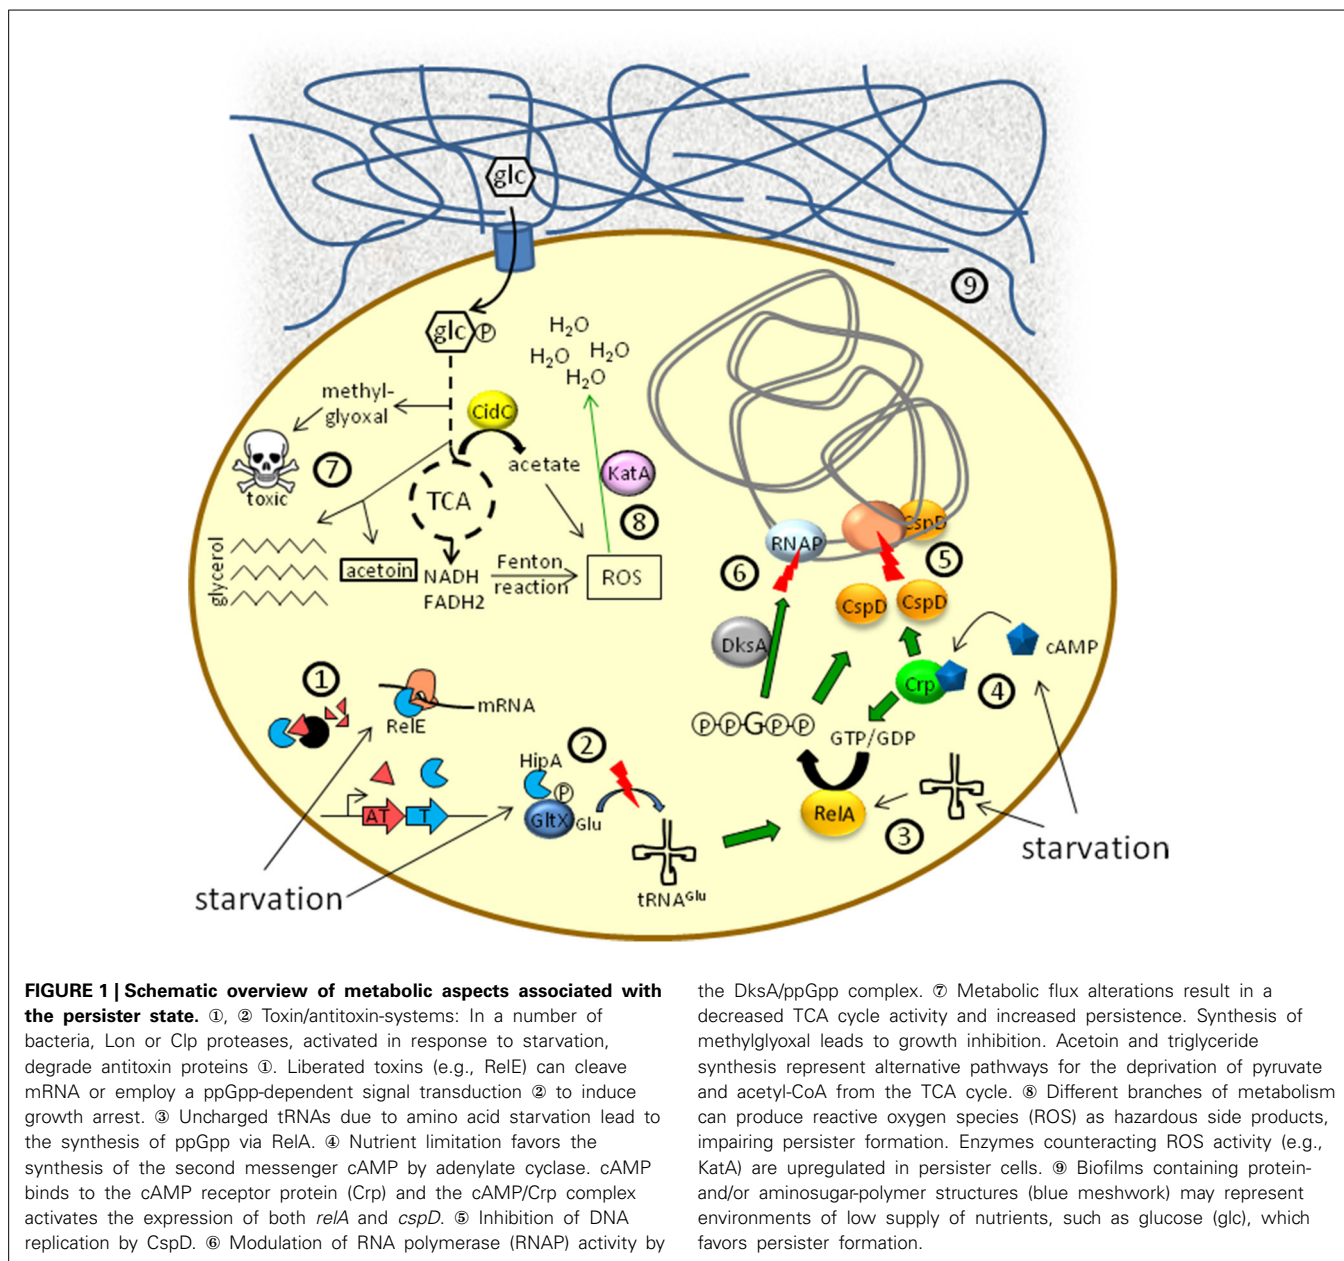 glc
⑨
glc P
H₂O
H₂O H₂O
H₂O
methyl-
glyoxal
CidC
toxic
⑦
acetate
KatA
⑧
TCA
glycerol
acetoin
NADH
FADH2
Fenton
reaction
ROS
RNAP
CspD
⑥
⑤
CspD
CspD
DksA
cAMP
Crp
④
①
mRNA
RelE
P-P-G-P-P
GTP/GDP
②
HipA
P
AT
T
GltX
Glu
RelA
③
starvation
starvation
tRNA^Glu
FIGURE 1 | Schematic overview of metabolic aspects associated with
the persister state. ①, ② Toxin/antitoxin-systems: In a number of
bacteria, Lon or Clp proteases, activated in response to starvation,
degrade antitoxin proteins ①. Liberated toxins (e.g., RelE) can cleave
mRNA or employ a ppGpp-dependent signal transduction ② to induce
growth arrest. ③ Uncharged tRNAs due to amino acid starvation lead to
the synthesis of ppGpp via RelA. ④ Nutrient limitation favors the
synthesis of the second messenger cAMP by adenylate cyclase. cAMP
binds to the cAMP receptor protein (Crp) and the cAMP/Crp complex
activates the expression of both relA and cspD. ⑤ Inhibition of DNA
replication by CspD. ⑥ Modulation of RNA polymerase (RNAP) activity by
the DksA/ppGpp complex. ⑦ Metabolic flux alterations result in a
decreased TCA cycle activity and increased persistence. Synthesis of
methylglyoxal leads to growth inhibition. Acetoin and triglyceride
synthesis represent alternative pathways for the deprivation of pyruvate
and acetyl-CoA from the TCA cycle. ⑧ Different branches of metabolism
can produce reactive oxygen species (ROS) as hazardous side products,
impairing persister formation. Enzymes counteracting ROS activity (e.g.,
KatA) are upregulated in persister cells. ⑨ Biofilms containing protein-
and/or aminosugar-polymer structures (blue meshwork) may represent
environments of low supply of nutrients, such as glucose (glc), which
favors persister formation.